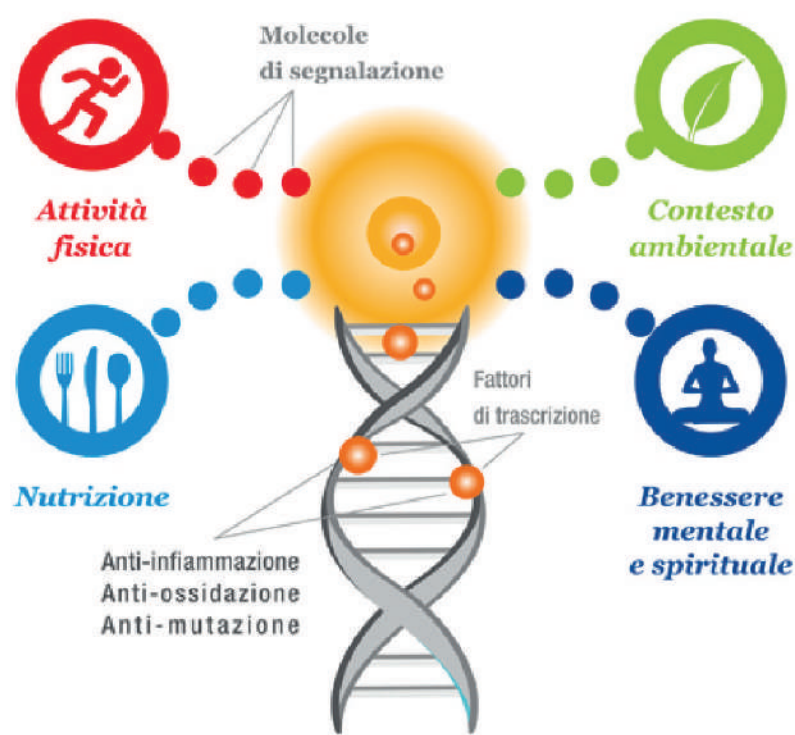 Molecole
di segnalazione
Attività
fisica
Contesto
ambientale
Fattori
di trascrizione
Nutrizione
Benessere
mentale
e spirituale
Anti-infiammazione
Anti-ossidazione
Anti-mutazione